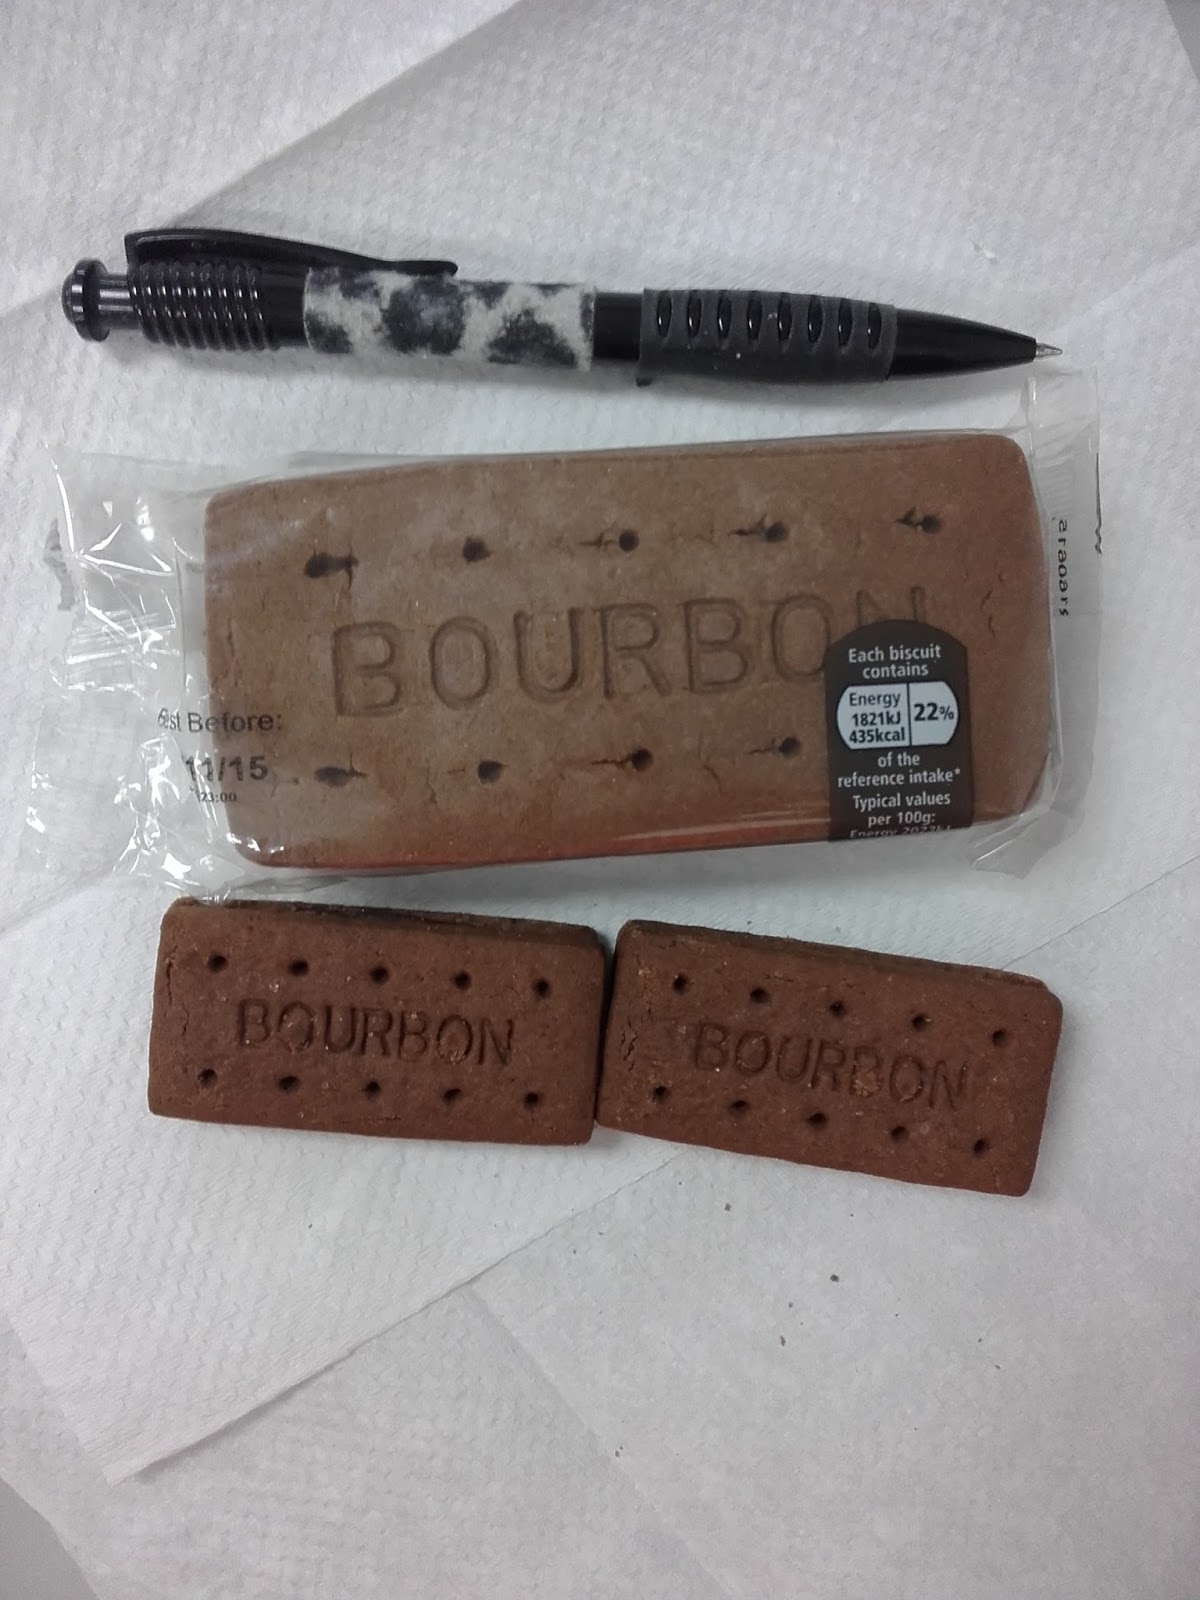 BOURBON
Each biscuit
contains
Energy
1821kJ
435kcal
22%
of the
reference intake*
Typical values
per 100g:
Before:
11/15
23:00
BOURBON
BOURBON